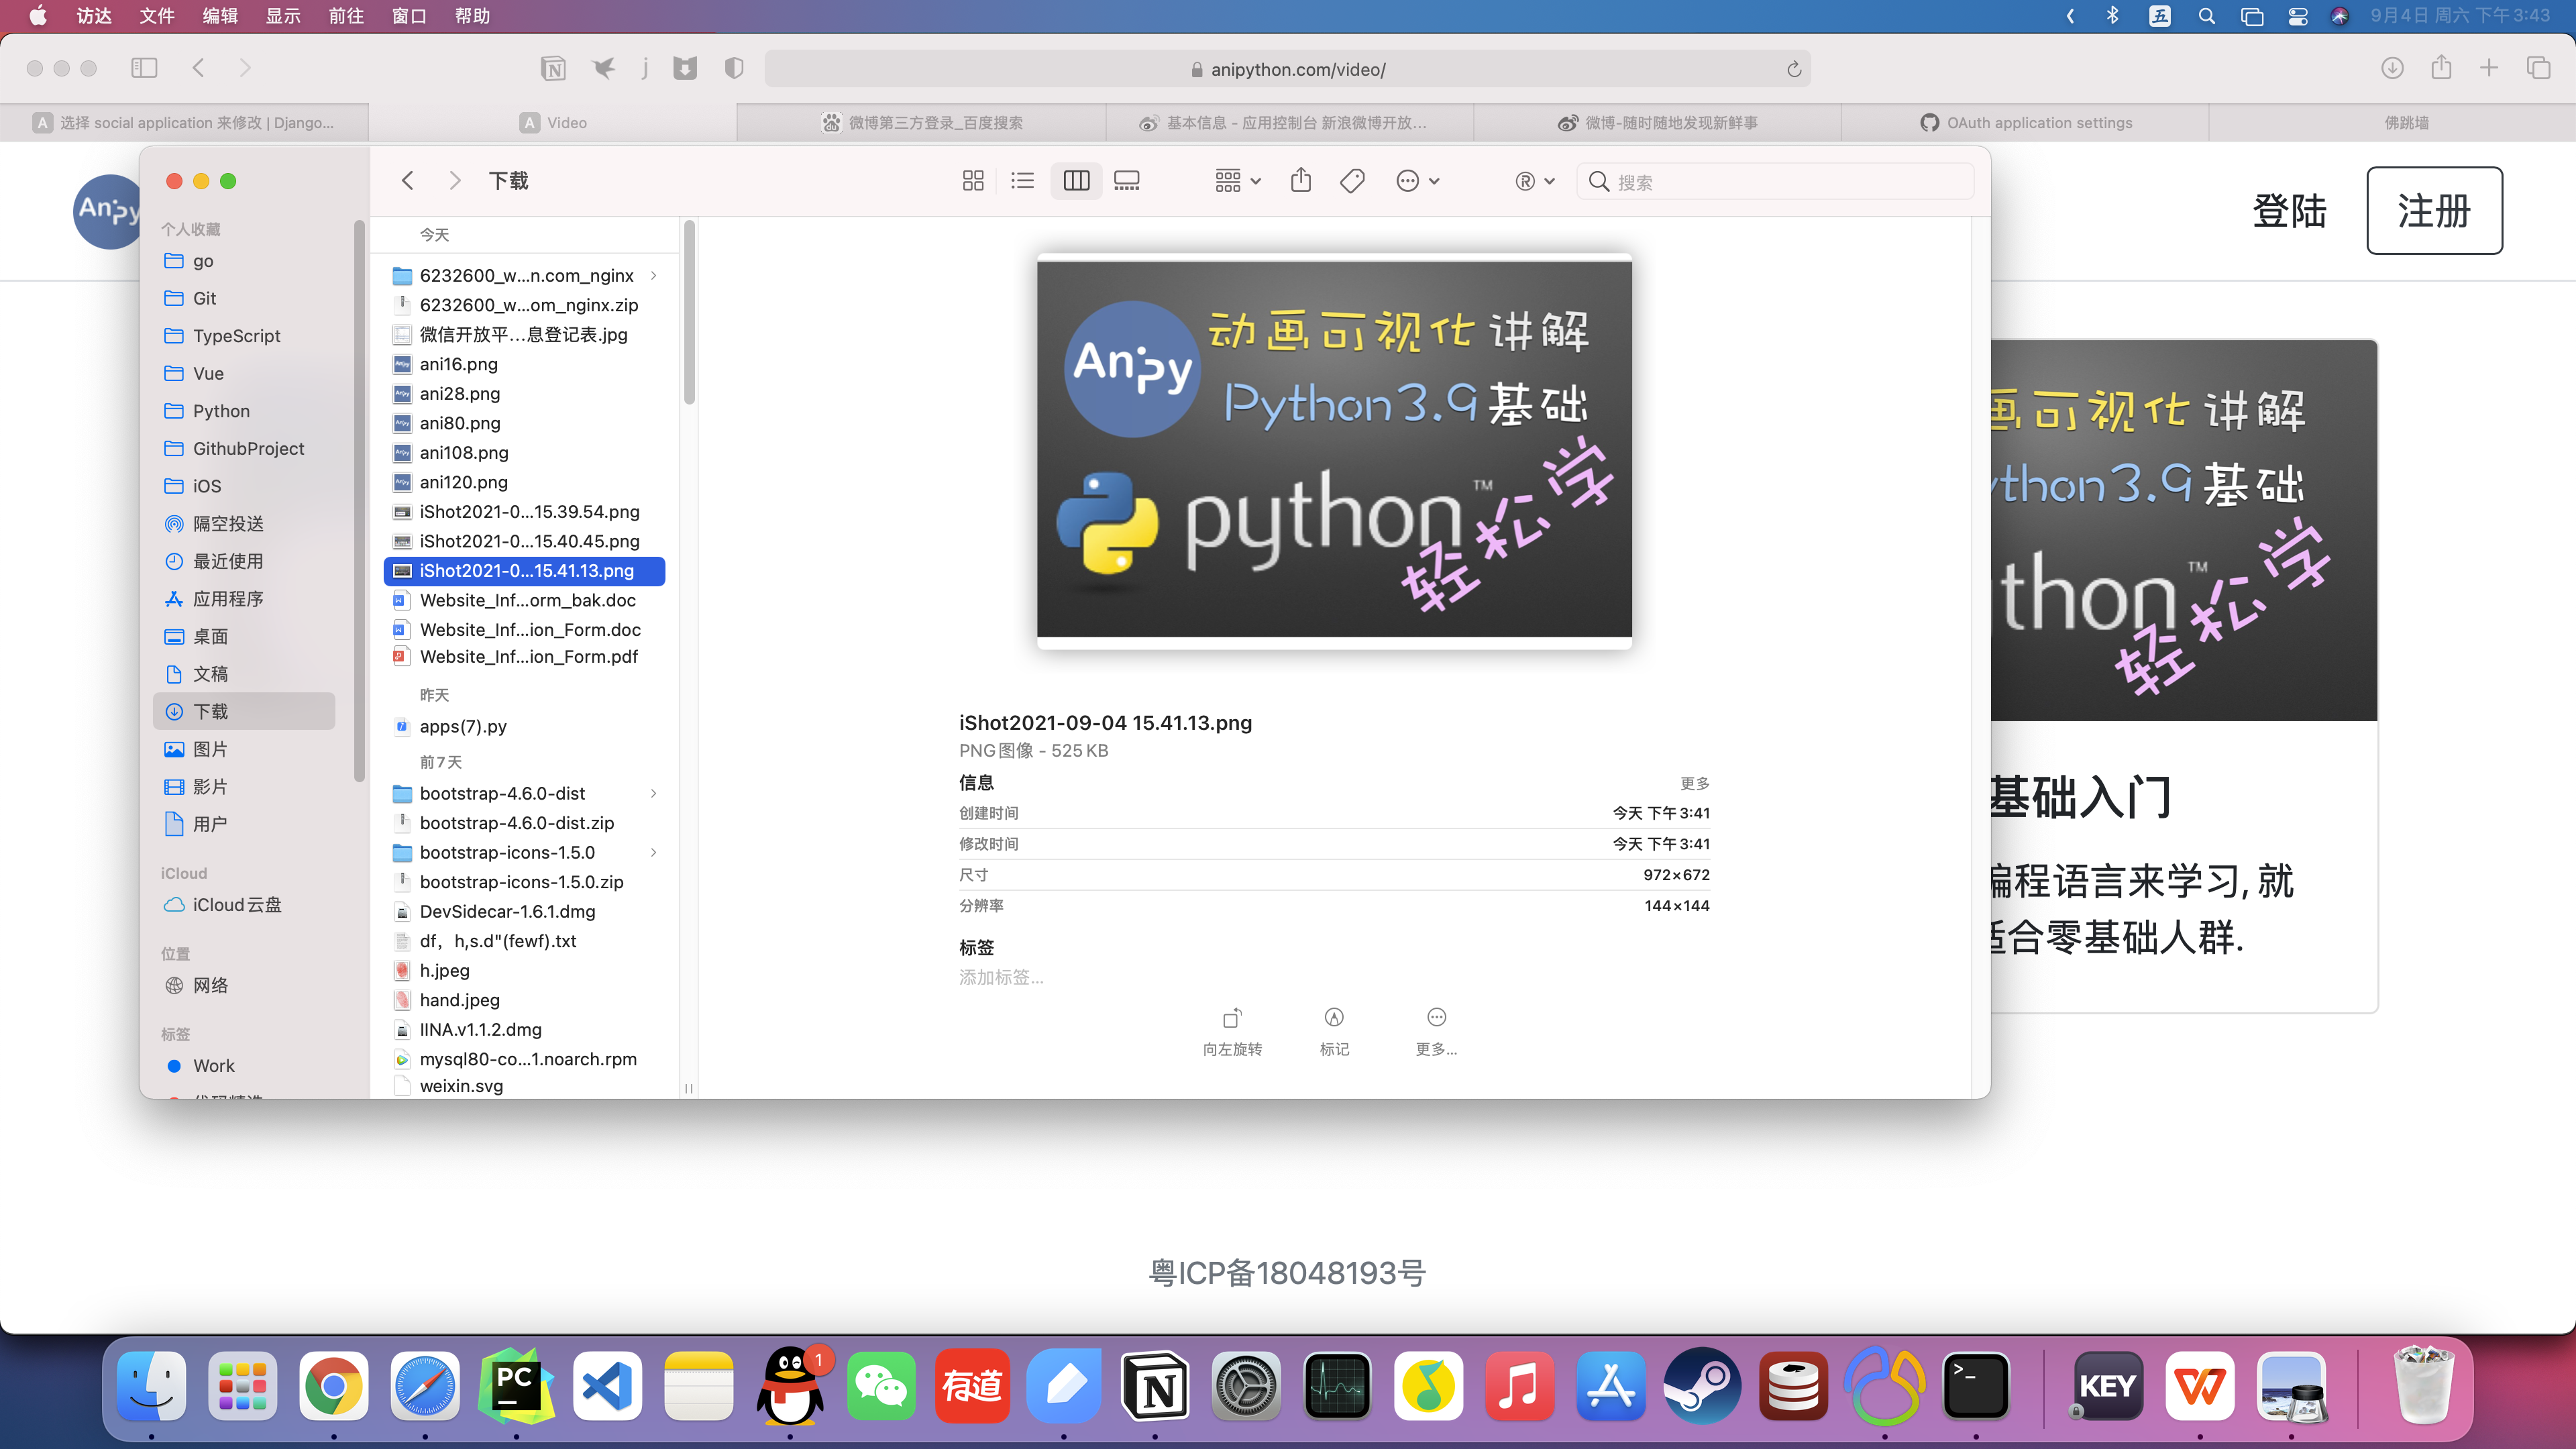 访达 文件 编辑 显示 前往 窗口 帮助
五
9月4日 周六 下午3:43
anipython.com/video/
选择 social application 来修改 | Django...
Video
微博第三方登录_百度搜索
基本信息 - 应用控制台 新浪微博开放...
微博-随时随地发现新鲜事
OAuth application settings
佛跳墙
Anipy
登陆
注册
下载
搜索
个人收藏
go
Git
TypeScript
Vue
Python
GithubProject
iOS
隔空投送
最近使用
应用程序
桌面
文稿
下载
图片
影片
用户
iCloud
iCloud云盘
位置
网络
标签
Work
今天
6232600_w...n.com_nginx
6232600_w...om_nginx.zip
微信开放平...息登记表.jpg
ani16.png
ani28.png
ani80.png
ani108.png
ani120.png
iShot2021-0...15.39.54.png
iShot2021-0...15.40.45.png
iShot2021-0...15.41.13.png
Website_Inf...orm_bak.doc
Website_Inf...ion_Form.doc
Website_Inf...ion_Form.pdf
昨天
apps(7).py
前7天
bootstrap-4.6.0-dist
bootstrap-4.6.0-dist.zip
bootstrap-icons-1.5.0
bootstrap-icons-1.5.0.zip
DevSidecar-1.6.1.dmg
df，h,s.d"(fewf).txt
h.jpeg
hand.jpeg
IINA.v1.1.2.dmg
mysql80-co...1.noarch.rpm
weixin.svg
Anipy
动画可视化讲解
Python3.9基础
python™
轻松学
iShot2021-09-04 15.41.13.png
PNG图像 - 525 KB
信息 更多
创建时间 今天 下午3:41
修改时间 今天 下午3:41
尺寸 972×672
分辨率 144×144
标签
添加标签...
向左旋转 标记 更多...
画可视化讲解
ython3.9基础
thon™
轻松学
基础入门
编程语言来学习, 就
适合零基础人群.
粤ICP备18048193号
PC
1
有道
N
>_
KEY